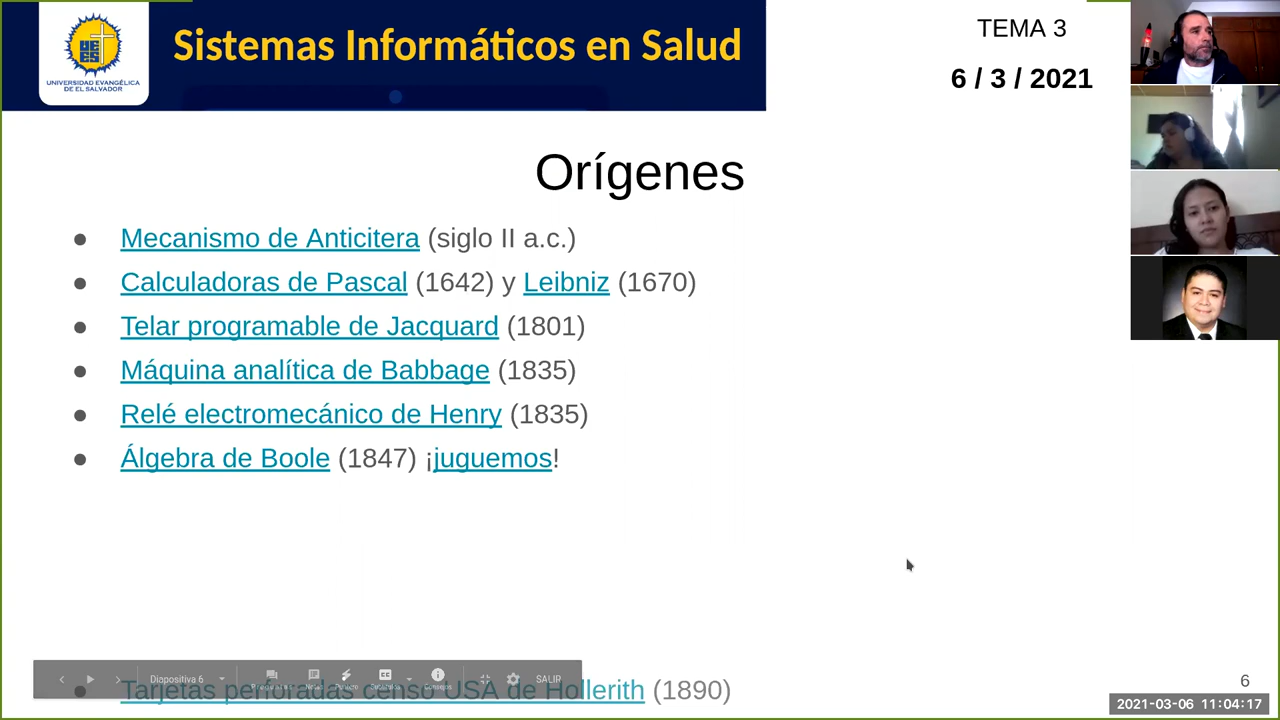 UNIVERSIDAD EVANGÉLICA
DE EL SALVADOR
Sistemas Informáticos en Salud
TEMA 3
6 / 3 / 2021
Orígenes
● Mecanismo de Anticitera (siglo II a.c.)
● Calculadoras de Pascal (1642) y Leibniz (1670)
● Telar programable de Jacquard (1801)
● Máquina analítica de Babbage (1835)
● Relé electromecánico de Henry (1835)
● Álgebra de Boole (1847) ¡juguemos!
Diapositiva 6
SALIR
● Tarjetas perforadas censo USA de Hollerith (1890)
6
2021-03-06 11:04:17